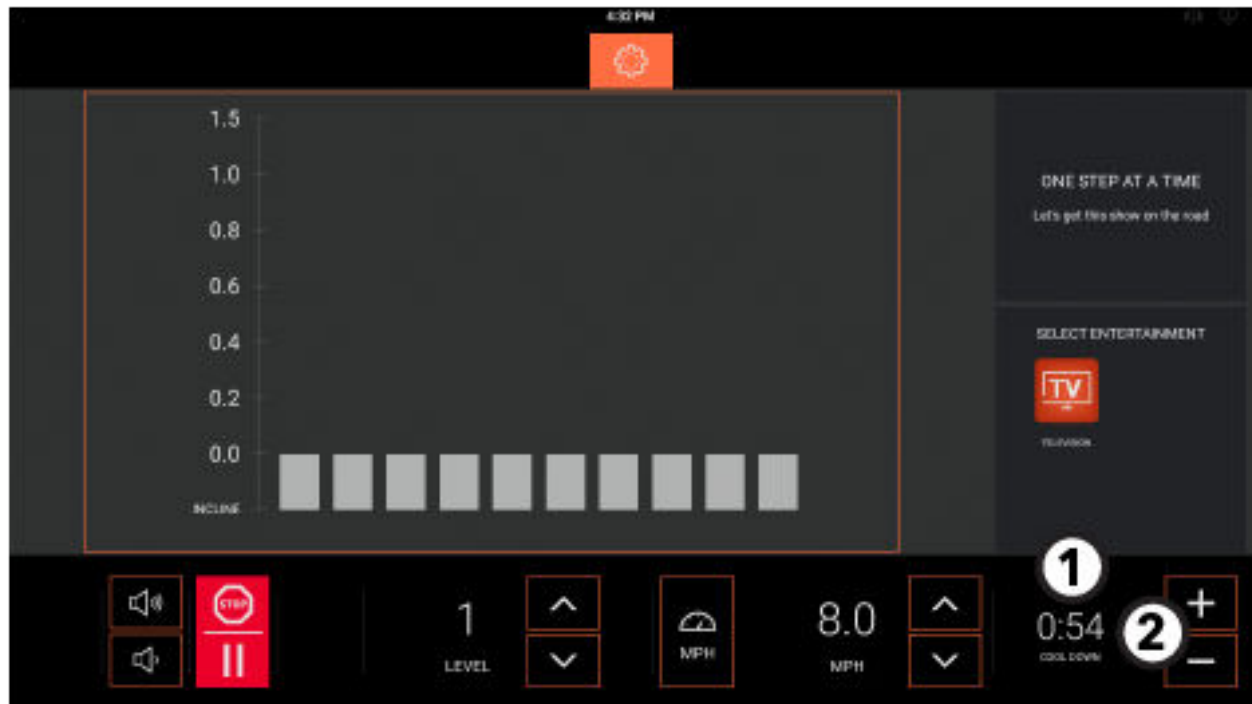 4:32 PM
1.5
1.0
0.8
0.6
0.4
0.2
0.0
INCLINE
ONE STEP AT A TIME
Let's get this show on the road
SELECT ENTERTAINMENT
TV
TELEVISION
STOP
1
LEVEL
MPH
8.0
MPH
1
0:54
COOL DOWN
2